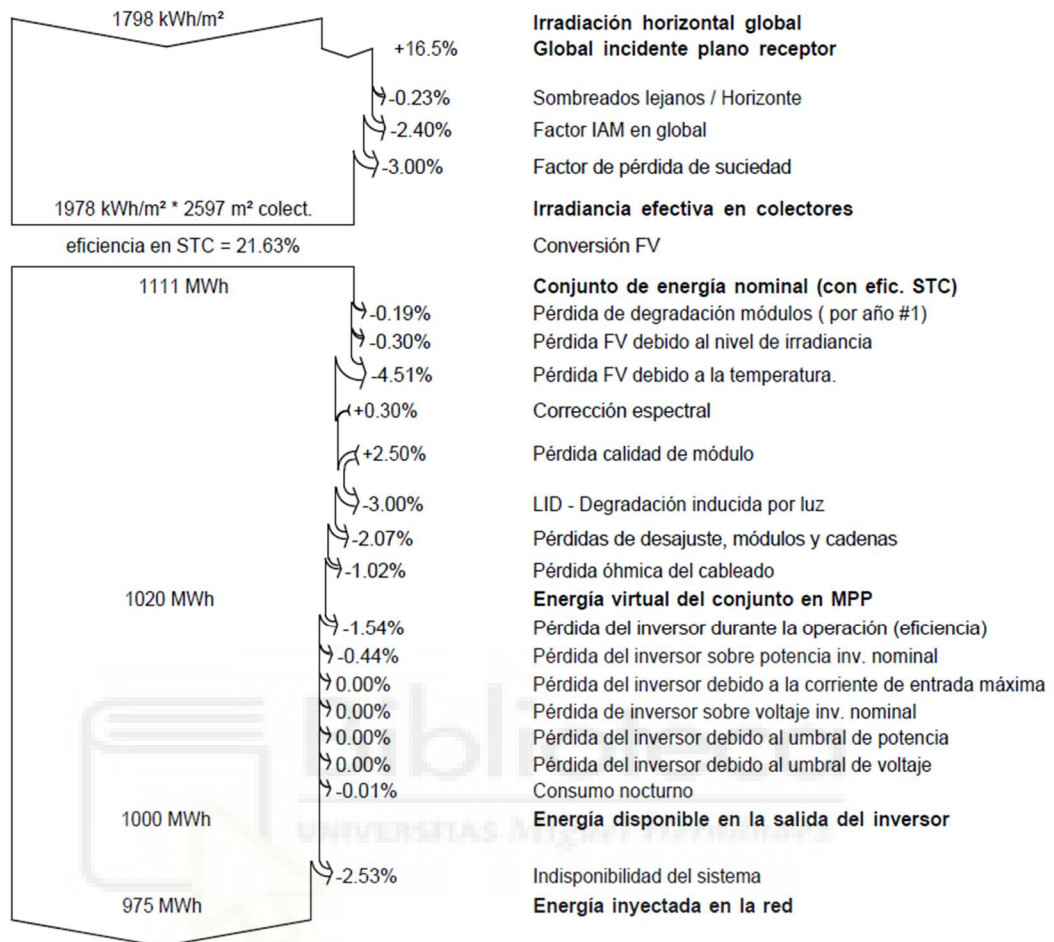 1798 kWh/m² Irradiación horizontal global
+16.5% Global incidente plano receptor
-0.23% Sombreados lejanos / Horizonte
-2.40% Factor IAM en global
-3.00% Factor de pérdida de suciedad
1978 kWh/m² * 2597 m² colect. Irradiancia efectiva en colectores
eficiencia en STC = 21.63% Conversión FV
1111 MWh Conjunto de energía nominal (con efic. STC)
-0.19% Pérdida de degradación módulos ( por año #1)
-0.30% Pérdida FV debido al nivel de irradiancia
-4.51% Pérdida FV debido a la temperatura.
+0.30% Corrección espectral
+2.50% Pérdida calidad de módulo
-3.00% LID - Degradación inducida por luz
-2.07% Pérdidas de desajuste, módulos y cadenas
-1.02% Pérdida óhmica del cableado
1020 MWh Energía virtual del conjunto en MPP
-1.54% Pérdida del inversor durante la operación (eficiencia)
-0.44% Pérdida del inversor sobre potencia inv. nominal
0.00% Pérdida del inversor debido a la corriente de entrada máxima
0.00% Pérdida de inversor sobre voltaje inv. nominal
0.00% Pérdida del inversor debido al umbral de potencia
0.00% Pérdida del inversor debido al umbral de voltaje
-0.01% Consumo nocturno
1000 MWh Energía disponible en la salida del inversor
-2.53% Indisponibilidad del sistema
975 MWh Energía inyectada en la red
Biblioteca
UNIVERSITAS Miguel Hernández